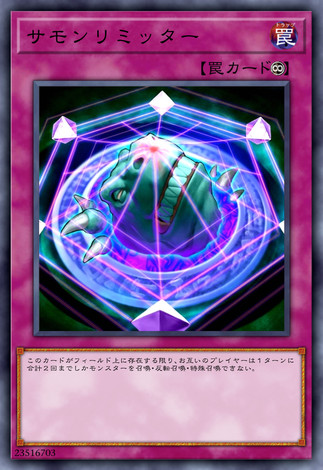 サモンリミッター
トラップ
罠
【罠カード】
このカードがフィールド上に存在する限り、お互いのプレイヤーは１ターンに
合計２回までしかモンスターを召喚・反転召喚・特殊召喚できない。
23516703